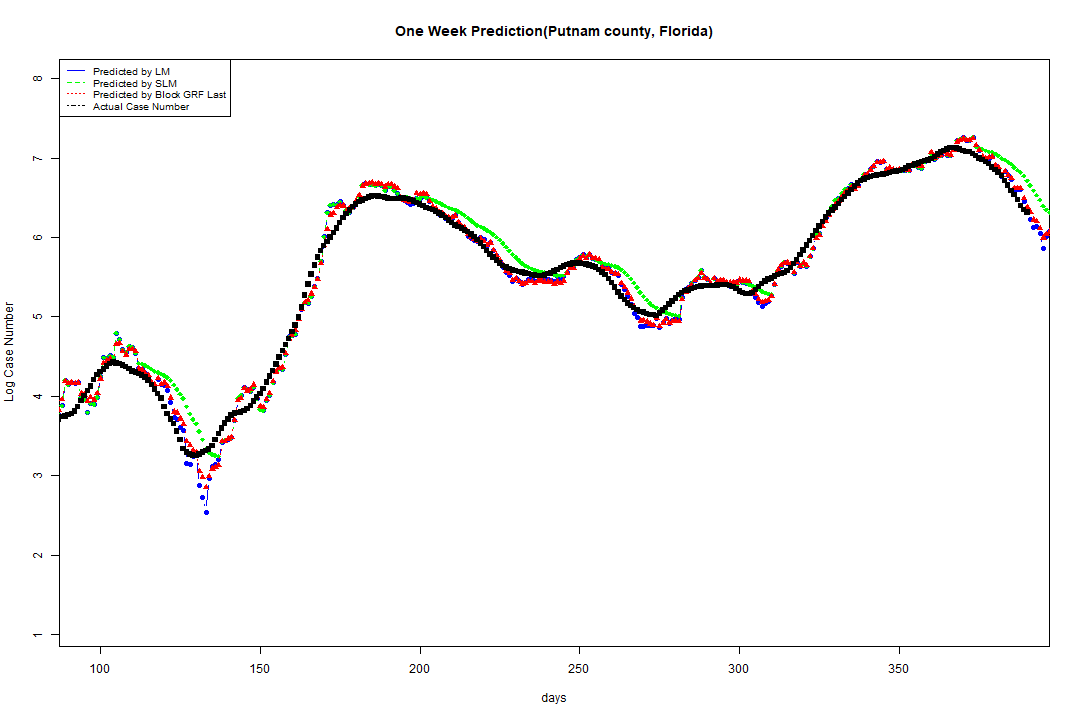 One Week Prediction(Putnam county, Florida)
Predicted by LM
Predicted by SLM
Predicted by Block GRF Last
Actual Case Number
8
7
6
5
4
3
2
1
Log Case Number
100 150 200 250 300 350
days